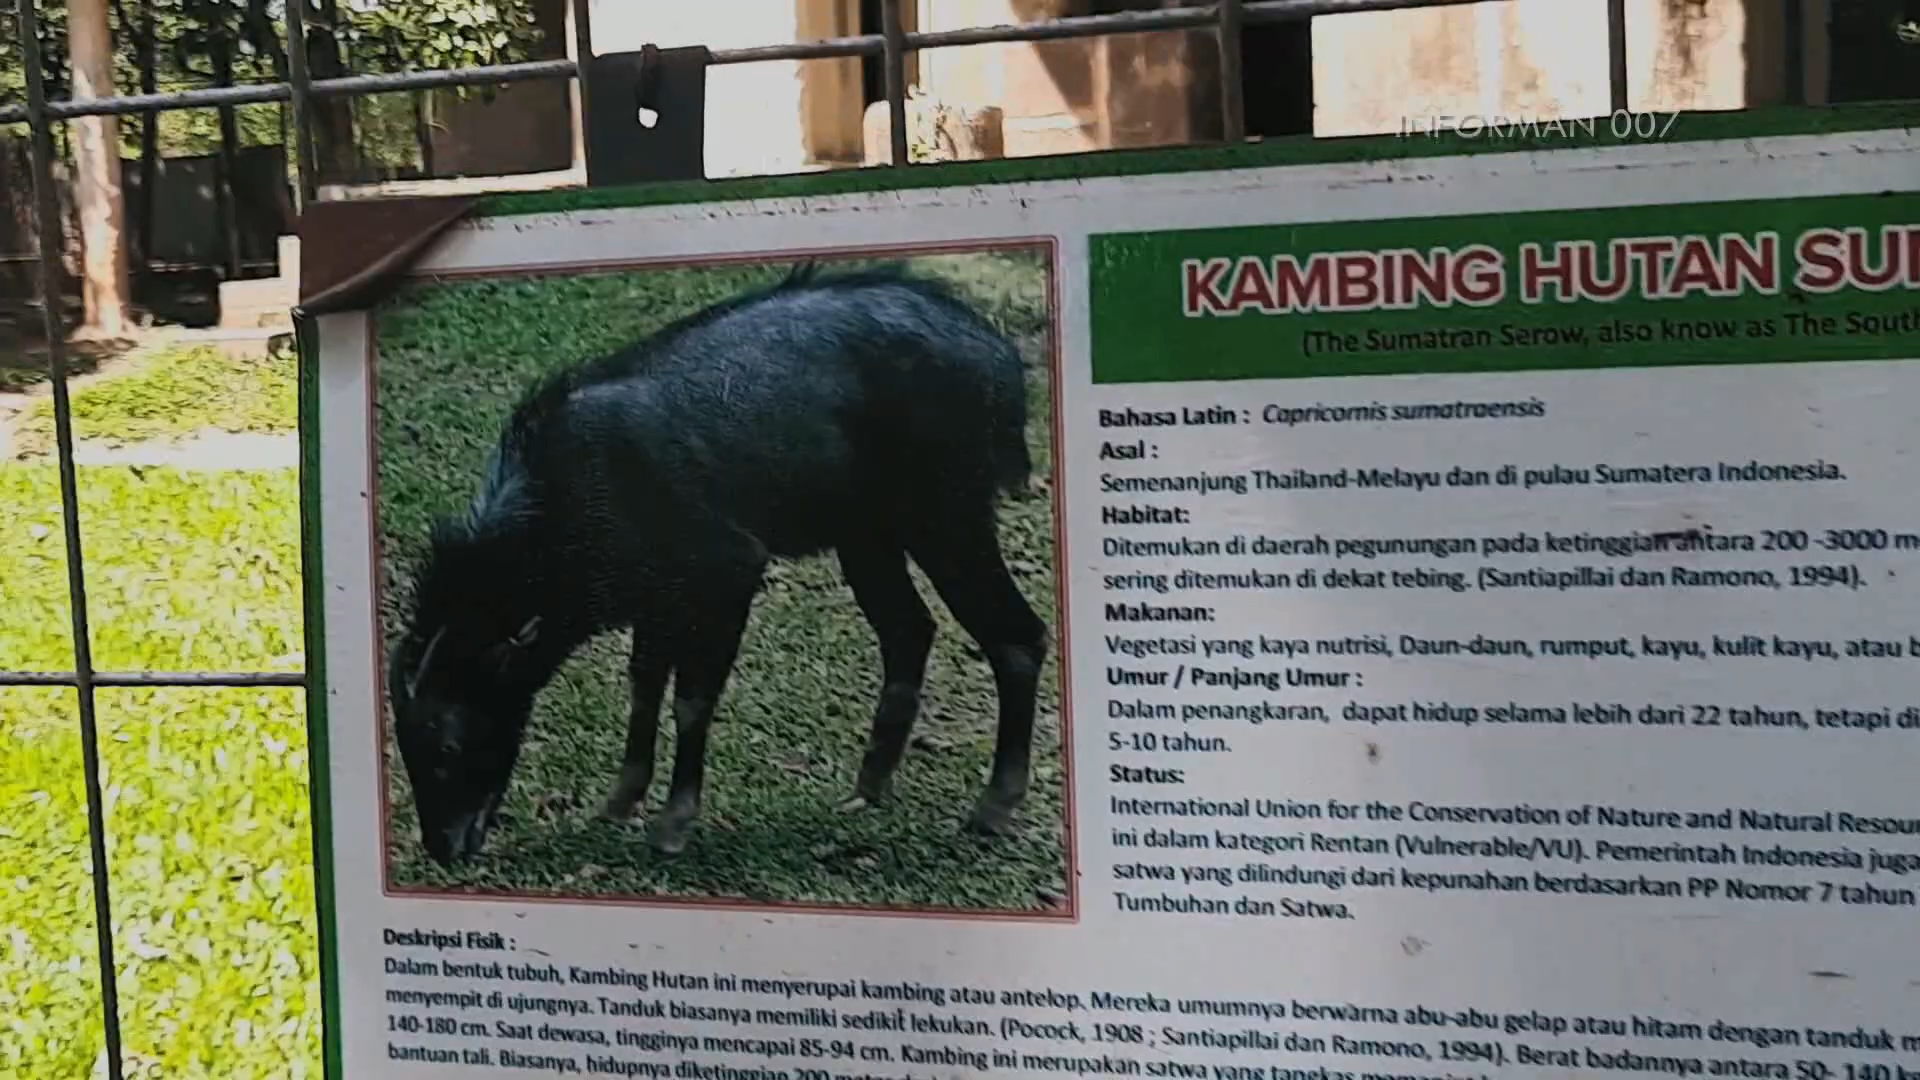 INFORMAN 007
KAMBING HUTAN
(The Sumatran Serow, also know as The
Bahasa Latin : Capricornis sumatraensis
Asal :
Semenanjung Thailand-Melayu dan di pulau Sumatera Indonesia.
Habitat:
Ditemukan di daerah pegunungan pada ketinggian antara 200 -3000
sering ditemukan di dekat tebing. (Santiapillai dan Ramono, 1994).
Makanan:
Vegetasi yang kaya nutrisi, Daun-daun, rumput, kayu, kulit kayu, atau
Umur / Panjang Umur :
Dalam penangkaran, dapat hidup selama lebih dari 22 tahun, tetapi
5-10 tahun.
Status:
International Union for the Conservation of Nature and Natural
ini dalam kategori Rentan (Vulnerable/VU). Pemerintah Indonesia juga
satwa yang dilindungi dari kepunahan berdasarkan PP Nomor 7 tahun
Tumbuhan dan Satwa.
Deskripsi Fisik :
Dalam bentuk tubuh, Kambing Hutan ini menyerupai kambing atau antelop. Mereka umumnya berwarna abu-abu gelap atau hitam dengan tanduk
menyempit di ujungnya. Tanduk biasanya memiliki sedikit lekukan. (Pocock, 1908 ; Santiapillai dan Ramono, 1994). Berat badannya antara 50- 140
140-180 cm. Saat dewasa, tingginya mencapai 85-94 cm. Kambing ini merupakan satwa yang tangkas
bantuan tali. Biasanya, hidupnya diketinggian 200